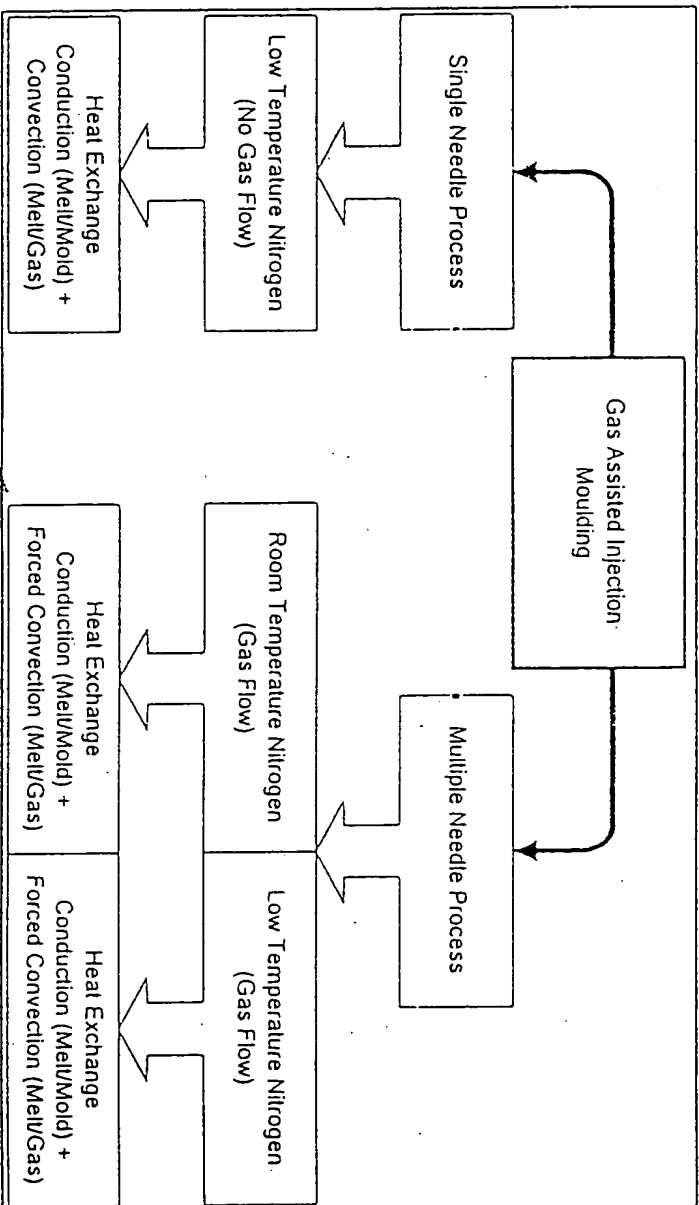 Gas Assisted Injection
Moulding
Single Needle Process
Multiple Needle Process
Low Temperature Nitrogen
(No Gas Flow)
Room Temperature Nitrogen
(Gas Flow)
Low Temperature Nitrogen
(Gas Flow)
Heat Exchange
Conduction (Melt/Mold) +
Convection (Melt/Gas)
Heat Exchange
Conduction (Melt/Mold) +
Forced Convection (Melt/Gas)
Heat Exchange
Conduction (Melt/Mold) +
Forced Convection (Melt/Gas)